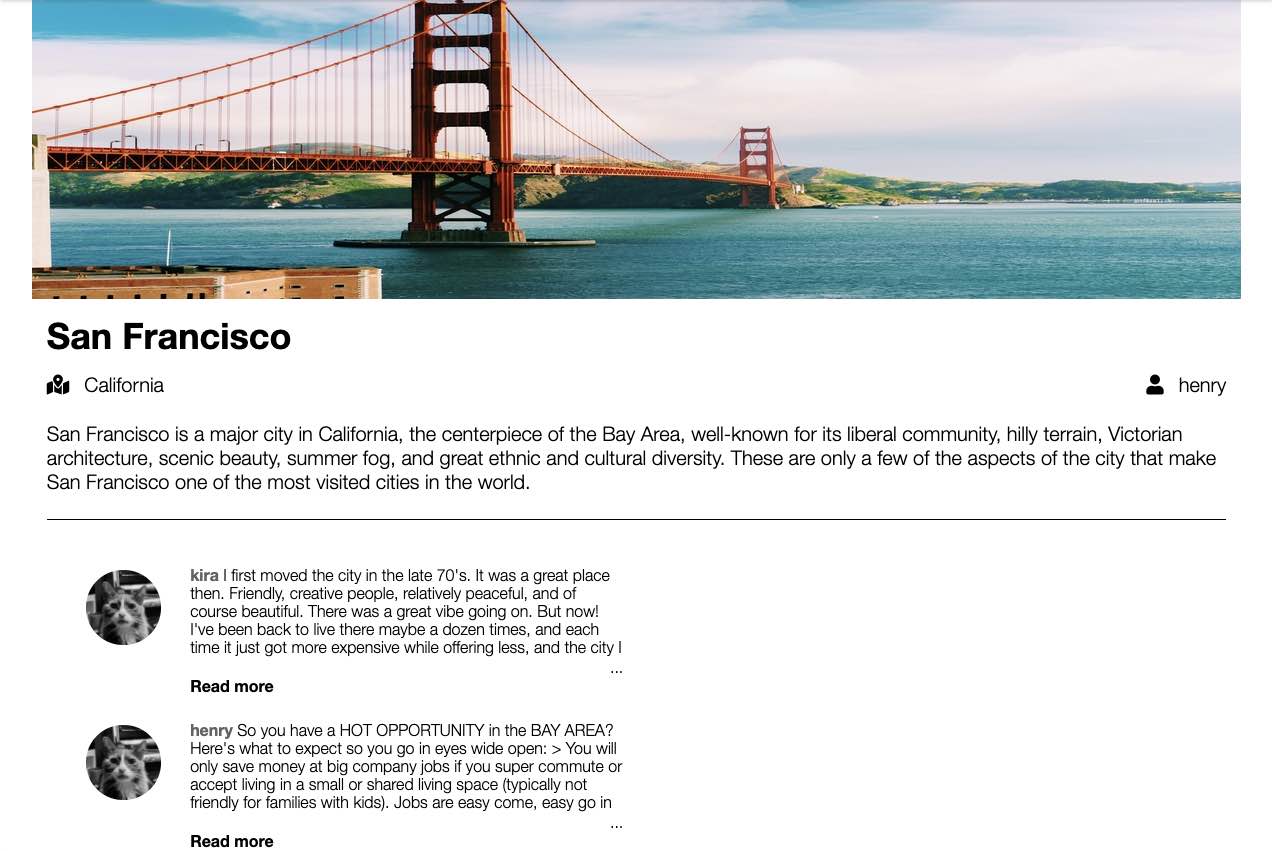 San Francisco
California
henry
San Francisco is a major city in California, the centerpiece of the Bay Area, well-known for its liberal community, hilly terrain, Victorian
architecture, scenic beauty, summer fog, and great ethnic and cultural diversity. These are only a few of the aspects of the city that make
San Francisco one of the most visited cities in the world.
kira I first moved the city in the late 70's. It was a great place
then. Friendly, creative people, relatively peaceful, and of
course beautiful. There was a great vibe going on. But now!
I've been back to live there maybe a dozen times, and each
time it just got more expensive while offering less, and the city I
...
Read more
henry So you have a HOT OPPORTUNITY in the BAY AREA?
Here's what to expect so you go in eyes wide open: > You will
only save money at big company jobs if you super commute or
accept living in a small or shared living space (typically not
friendly for families with kids). Jobs are easy come, easy go in
...
Read more